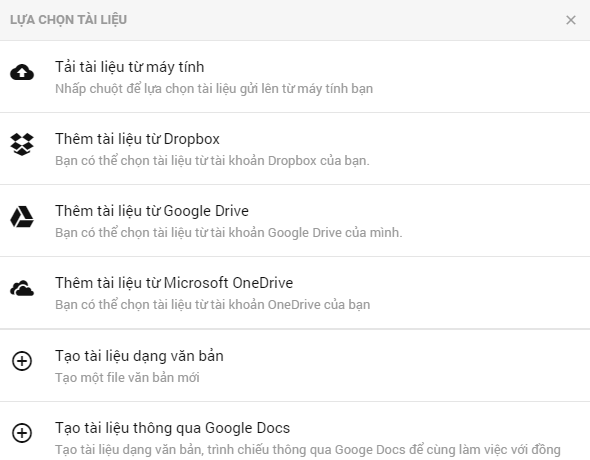 LỰA CHỌN TÀI LIỆU
Tải tài liệu từ máy tính
Nhấp chuột để lựa chọn tài liệu gửi lên từ máy tính bạn
Thêm tài liệu từ Dropbox
Bạn có thể chọn tài liệu từ tài khoản Dropbox của bạn.
Thêm tài liệu từ Google Drive
Bạn có thể chọn tài liệu từ tài khoản Google Drive của mình.
Thêm tài liệu từ Microsoft OneDrive
Bạn có thể chọn tài liệu từ tài khoản OneDrive của bạn
Tạo tài liệu dạng văn bản
Tạo một file văn bản mới
Tạo tài liệu thông qua Google Docs
Tạo tài liệu dạng văn bản, trình chiếu thông qua Googe Docs để cùng làm việc với đồng